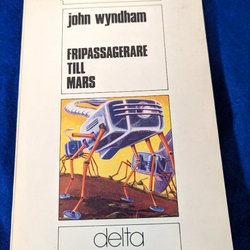 john wyndham
FRIPASSAGERARE
TILL
MARS
delta